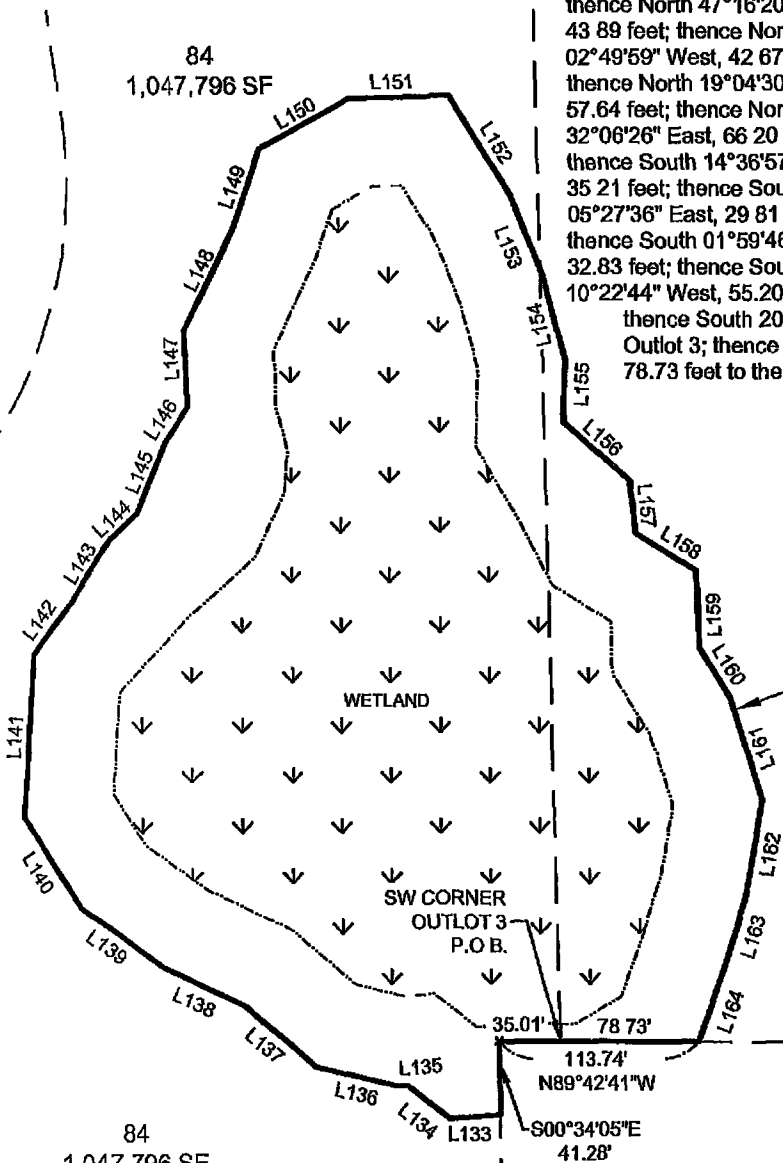 thence North 47°16'20
43 89 feet; thence Nor
02°49'59" West, 42 67
thence North 19°04'30
57.64 feet; thence Nor
32°06'26" East, 66 20
thence South 14°36'57
35 21 feet; thence Sou
05°27'36" East, 29 81
thence South 01°59'46
32.83 feet; thence Sou
10°22'44" West, 55.20
thence South 20
Outlot 3; thence
78.73 feet to the
84
1,047,796 SF
L151
L150
L152
L149
L153
L148
L154
L147
L155
L146
L156
L145
L157
L144
L158
L143
L159
L142
L160
WETLAND
L141
L161
L140
L162
SW CORNER
OUTLOT 3
P.O B.
L139
L163
L138
L164
35.01' 78 73'
L137
113.74'
N89°42'41"W
L135
L136
L134
L133
S00°34'05"E
41.28'
84
1,047,796 SF